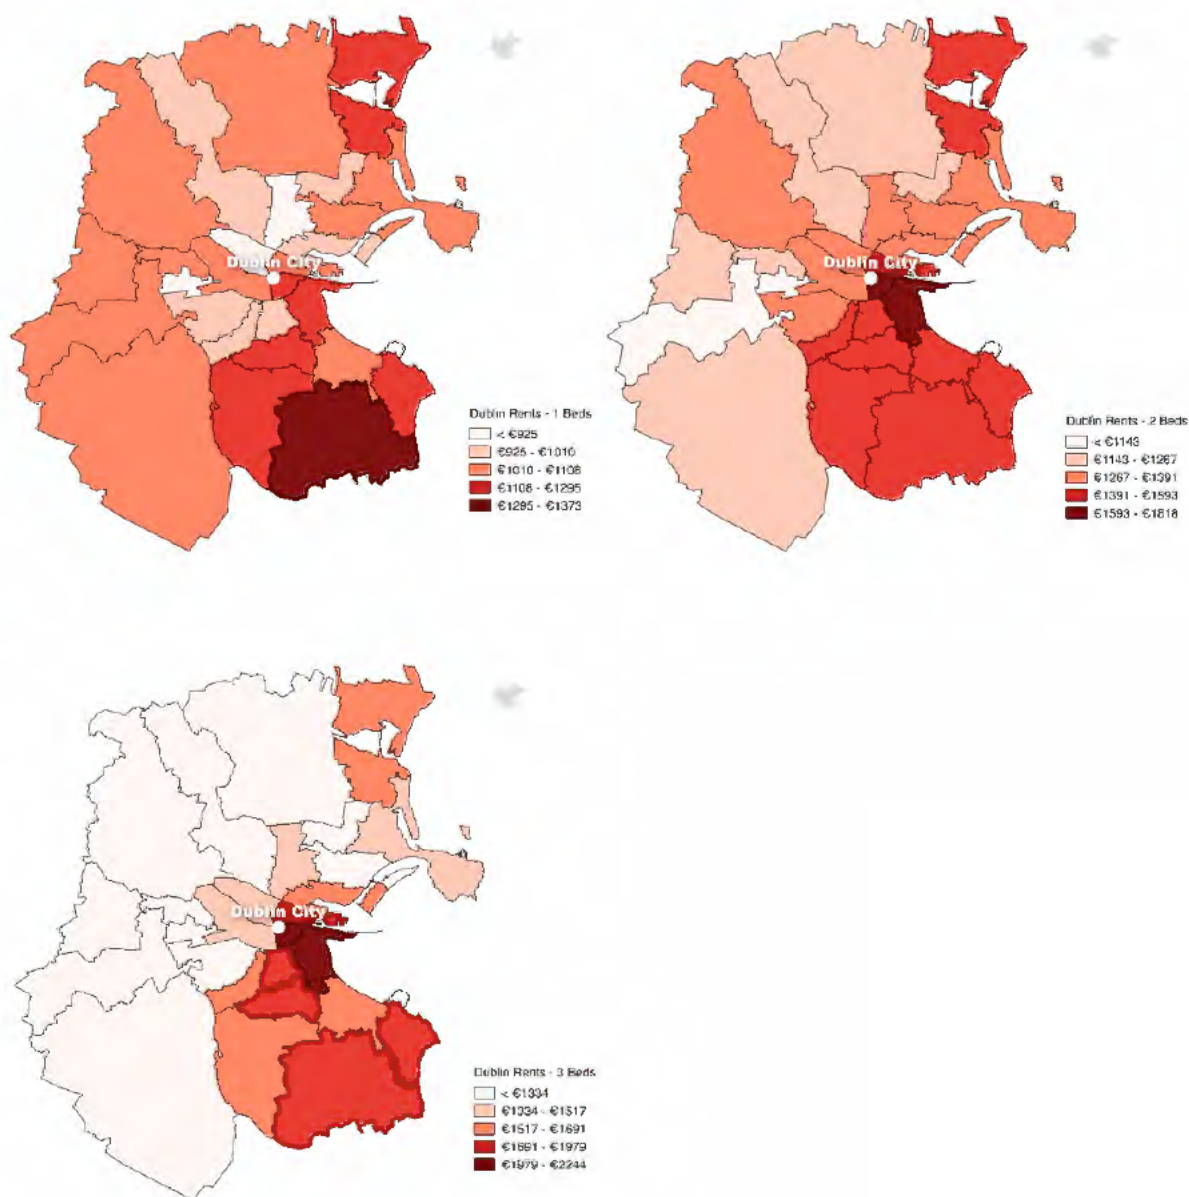 Dublin City
Dublin Rents - 1 Beds
< €925
€925 - €1010
€1010 - €1108
€1108 - €1295
€1295 - €1373
Dublin City
Dublin Rents - 2 Beds
< €1143
€1143 - €1267
€1267 - €1391
€1391 - €1593
€1593 - €1818
Dublin City
Dublin Rents - 3 Beds
< €1334
€1334 - €1517
€1517 - €1691
€1691 - €1979
€1979 - €2244